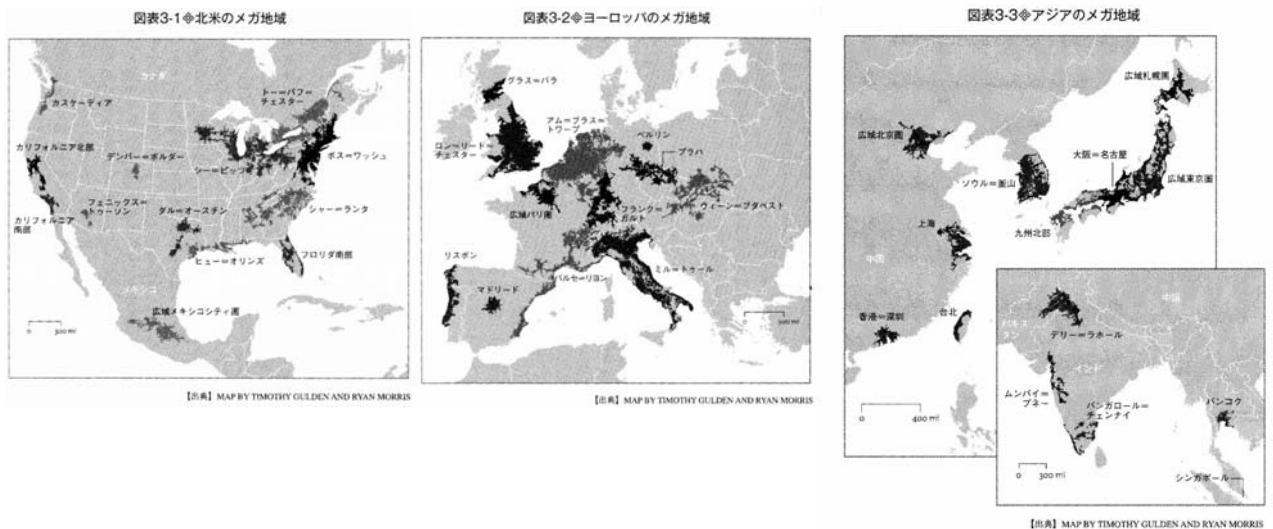 図表3-1◈北米のメガ地域
カナダ
カスケーディア
トー=バフ=
チェスター
カリフォルニア北部
デンバー=ボルダー
シー=ピッツ
ボス=ワッシュ
フェニックス=
トゥーソン
ダル=オースチン
シャー=ランタ
カリフォルニア
南部
ヒュー=オリンズ
フロリダ南部
メキシコ
広域メキシコシティ圏
0 300 mi
【出典】MAP BY TIMOTHY GULDEN AND RYAN MORRIS
図表3-2◈ヨーロッパのメガ地域
グラス=バラ
アム=ブラス=
トワープ
ベルリン
ロン=リード=
チェスター
プラハ
広域パリ圏
フランク=
ガルト
ウィーン=ブダペスト
リスボン
バルセ=リヨン
ミル=トゥール
マドリード
0 300 mi
【出典】MAP BY TIMOTHY GULDEN AND RYAN MORRIS
図表3-3◈アジアのメガ地域
広域札幌圏
広域北京圏
大阪=名古屋
ソウル=釜山
広域東京圏
上海
九州北部
中国
香港=深圳
台北
0 400 mi
中国
パキスタン
デリー=ラホール
インド
ムンバイ=
プネー
バンガロール=
チェンナイ
バンコク
0 300 mi
シンガポール
【出典】MAP BY TIMOTHY GULDEN AND RYAN MORRIS